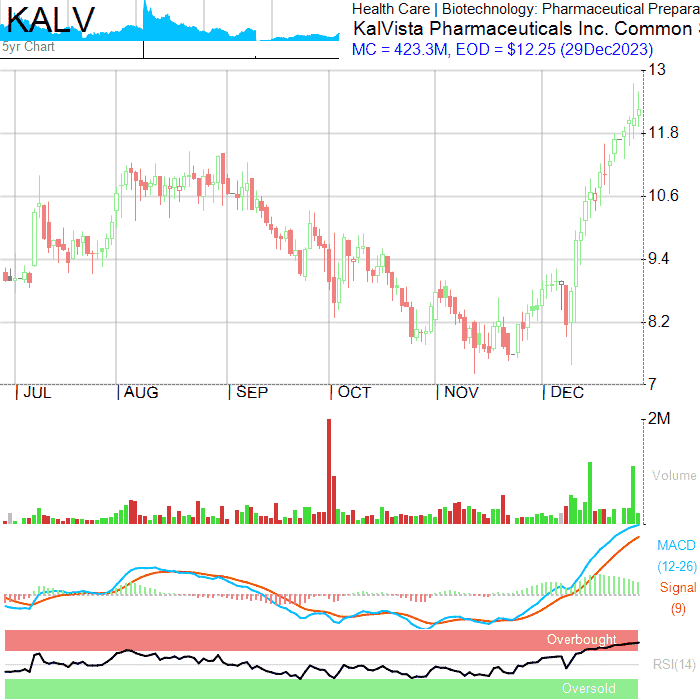 KALV
5yr Chart
Health Care | Biotechnology: Pharmaceutical Prepara
KalVista Pharmaceuticals Inc. Common
MC = 423.3M, EOD = $12.25 (29Dec2023)
13
11.8
10.6
9.4
8.2
7
JUL AUG SEP OCT NOV DEC
2M
Volume
MACD
(12-26)
Signal
(9)
Overbought
RSI(14)
Oversold